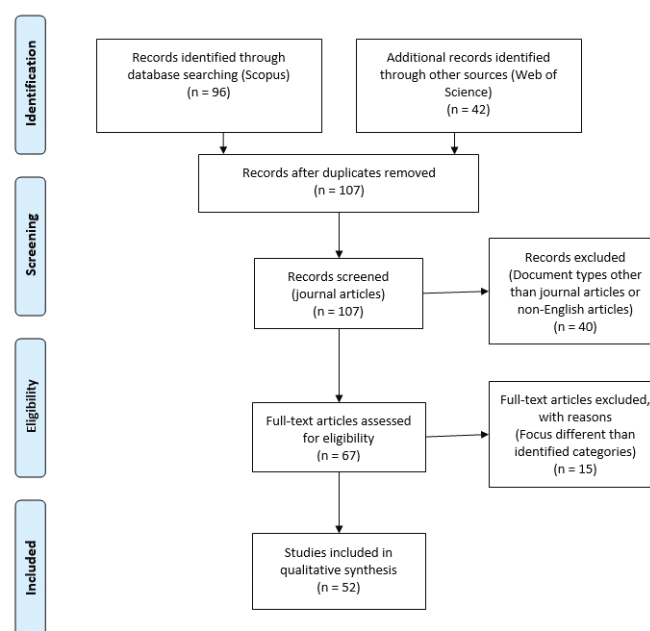 Identification
Records identified through
database searching (Scopus)
(n = 96)
Additional records identified
through other sources (Web of
Science)
(n = 42)
Records after duplicates removed
(n = 107)
Screening
Records screened
(journal articles)
n = 107)
Records excluded
(Document types other
than journal articles or
non-English articles)
(n = 40)
Eligibility
Full-text articles assessed
for eligibility
(n = 67)
Full-text articles excluded,
with reasons
(Focus different than
identified categories)
(n = 15)
Included
Studies included in
qualitative synthesis
(n = 52)